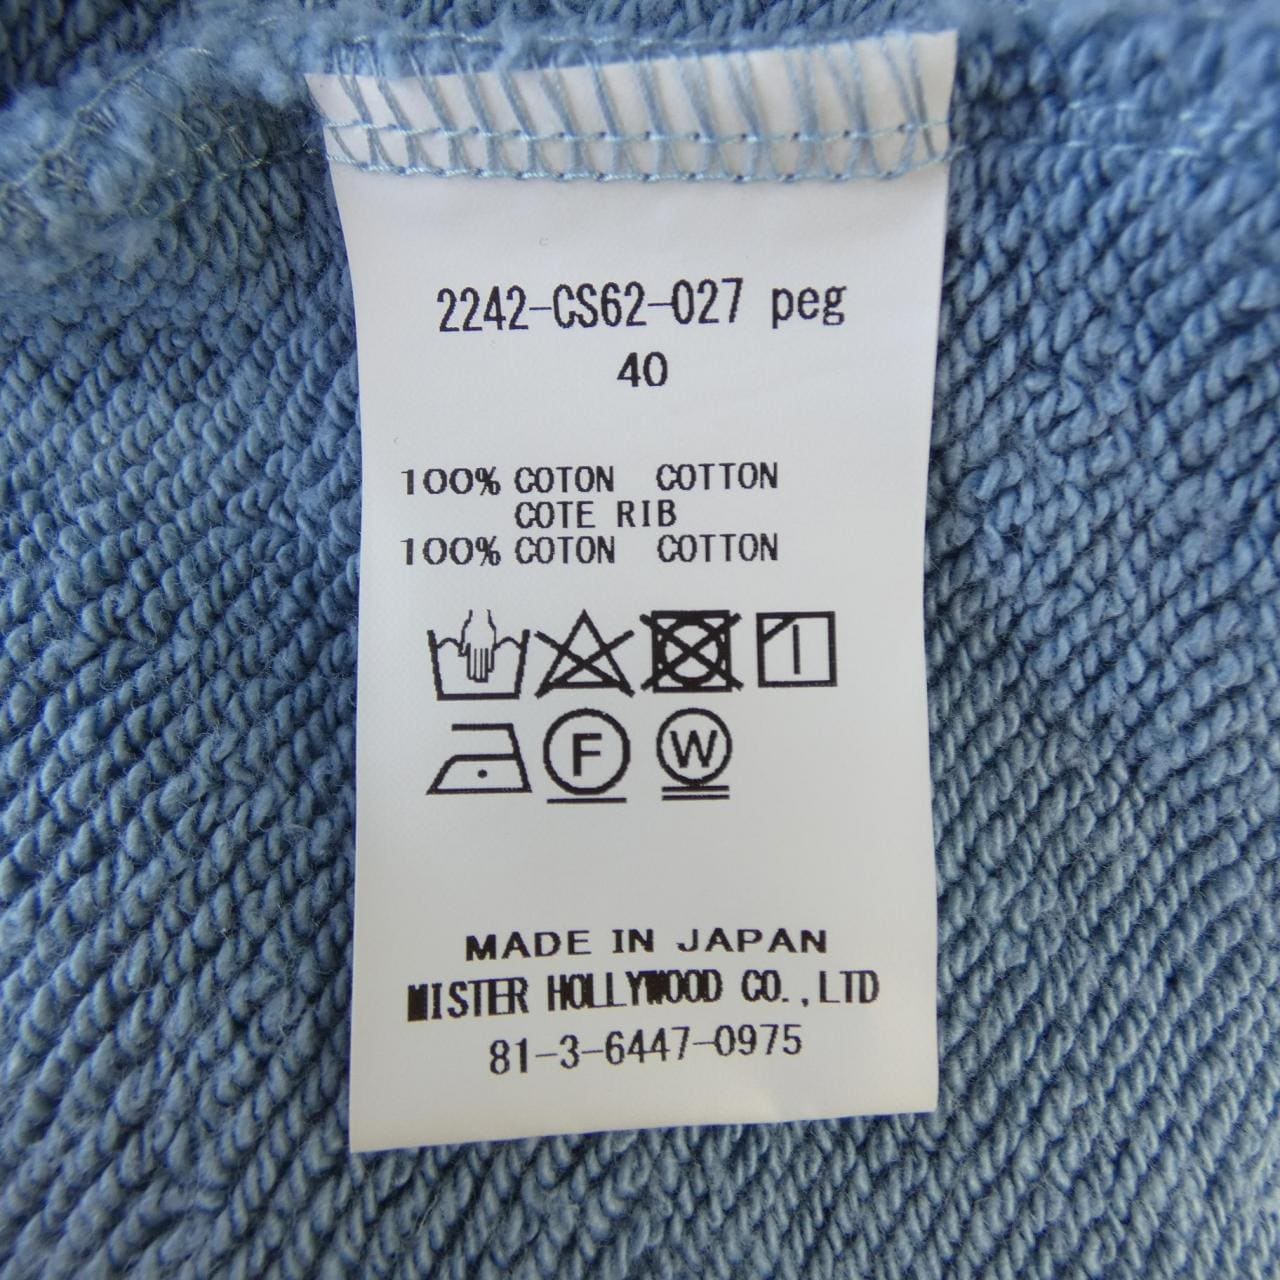 2242-CS62-027 peg
40
100% COTON COTTON
COTE RIB
100% COTON COTTON
F W
MADE IN JAPAN
MISTER HOLLYWOOD CO.,LTD
81-3-6447-0975